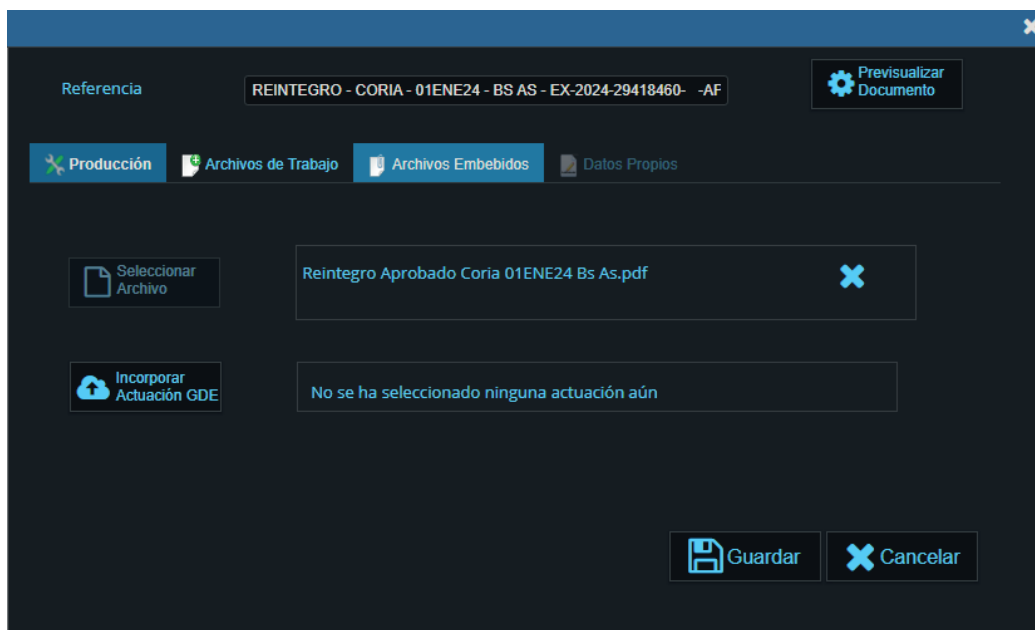 Referencia
REINTEGRO - CORIA - 01ENE24 - BS AS - EX-2024-29418460- -AF
Previsualizar
Documento
Producción
Archivos de Trabajo
Archivos Embebidos
Datos Propios
Seleccionar
Archivo
Reintegro Aprobado Coria 01ENE24 Bs As.pdf
Incorporar
Actuación GDE
No se ha seleccionado ninguna actuación aún
Guardar
Cancelar